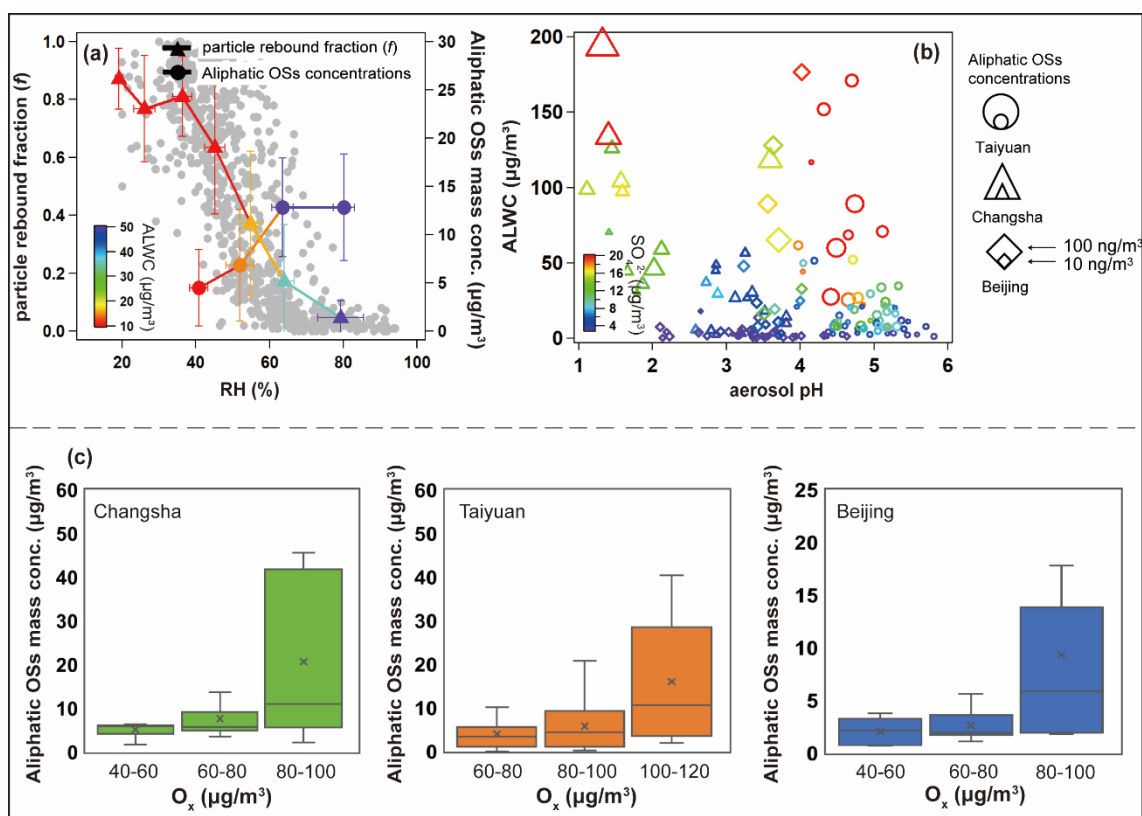 (a)
particle rebound fraction (f)
Aliphatic OSs concentrations
particle rebound fraction (f)
1.0
0.8
0.6
0.4
0.2
0.0
30
25
20
15
10
5
0
Aliphatic OSs mass conc. (μg/m³)
ALWC (μg/m³)
50
40
30
20
10
20 40 60 80 100
RH (%)
(b)
ALWC (μg/m³)
200
150
100
50
0
SO₄²⁻ (μg/m³)
20
16
12
8
4
1 2 3 4 5 6
aerosol pH
Aliphatic OSs
concentrations
Taiyuan
Changsha
100 ng/m³
10 ng/m³
Beijing
(c)
Aliphatic OSs mass conc. (μg/m³)
60
50
40
30
20
10
0
Changsha
40-60 60-80 80-100
Oₓ (μg/m³)
Aliphatic OSs mass conc. (μg/m³)
60
50
40
30
20
10
0
Taiyuan
60-80 80-100 100-120
Oₓ (μg/m³)
Aliphatic OSs mass conc. (μg/m³)
25
20
15
10
5
0
Beijing
40-60 60-80 80-100
Oₓ (μg/m³)